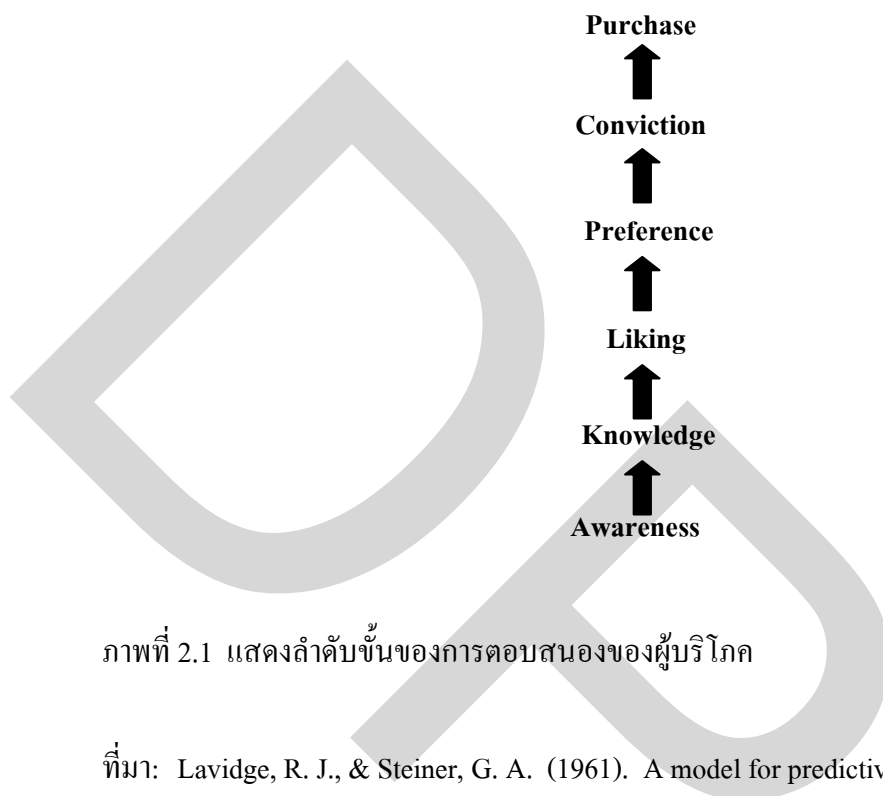 Purchase
Conviction
Preference
Liking
Knowledge
Awareness
ภาพที่ 2.1 แสดงลำดับขั้นของการตอบสนองของผู้บริโภค
ที่มา: Lavidge, R. J., & Steiner, G. A. (1961). A model for predictiv